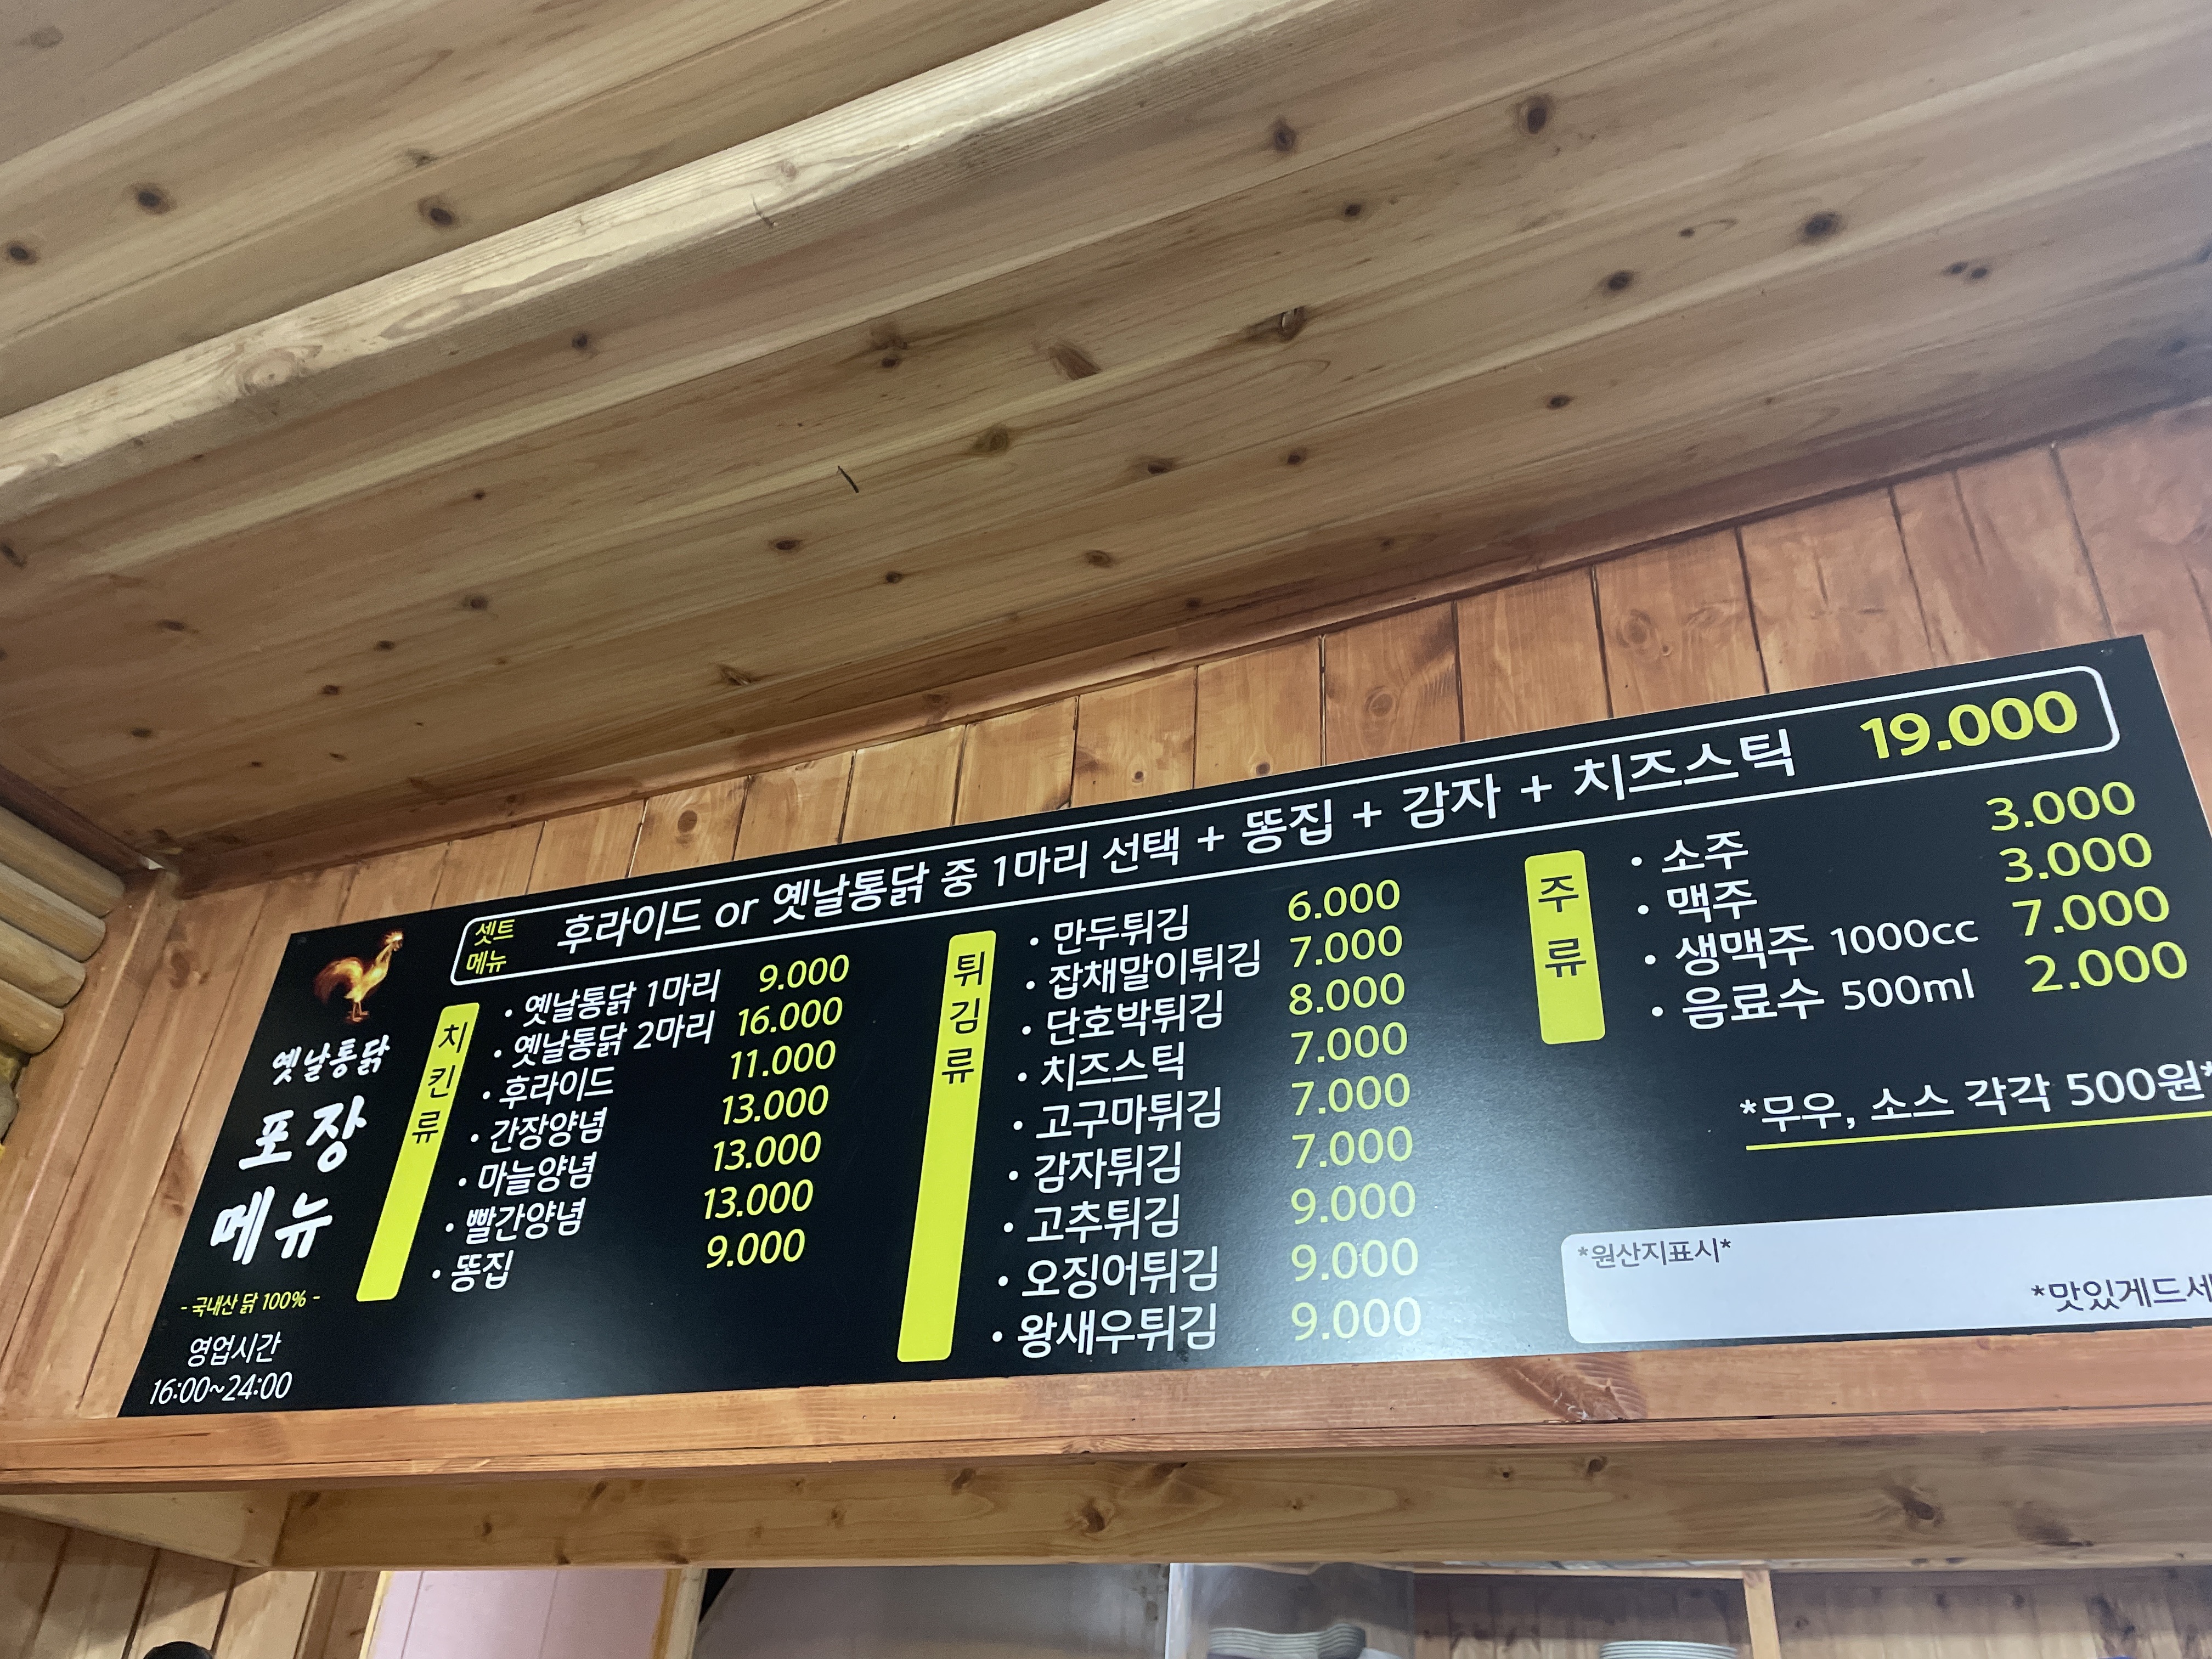 셋트
메뉴
후라이드 or 옛날통닭 중 1마리 선택 + 똥집 + 감자 + 치즈스틱 19.000
옛날통닭
포장
메뉴
- 국내산 닭 100% -
영업시간
16:00~24:00
치킨류
• 옛날통닭 1마리 9.000
• 옛날통닭 2마리 16.000
• 후라이드 11.000
• 간장양념 13.000
• 마늘양념 13.000
• 빨간양념 13.000
• 똥집 9.000
튀김류
• 만두튀김 6.000
• 잡채말이튀김 7.000
• 단호박튀김 8.000
• 치즈스틱 7.000
• 고구마튀김 7.000
• 감자튀김 7.000
• 고추튀김 9.000
• 오징어튀김 9.000
• 왕새우튀김 9.000
주류
• 소주 3.000
• 맥주 3.000
• 생맥주 1000cc 7.000
• 음료수 500ml 2.000
*무우, 소스 각각 500원*
*원산지표시*
*맛있게드세